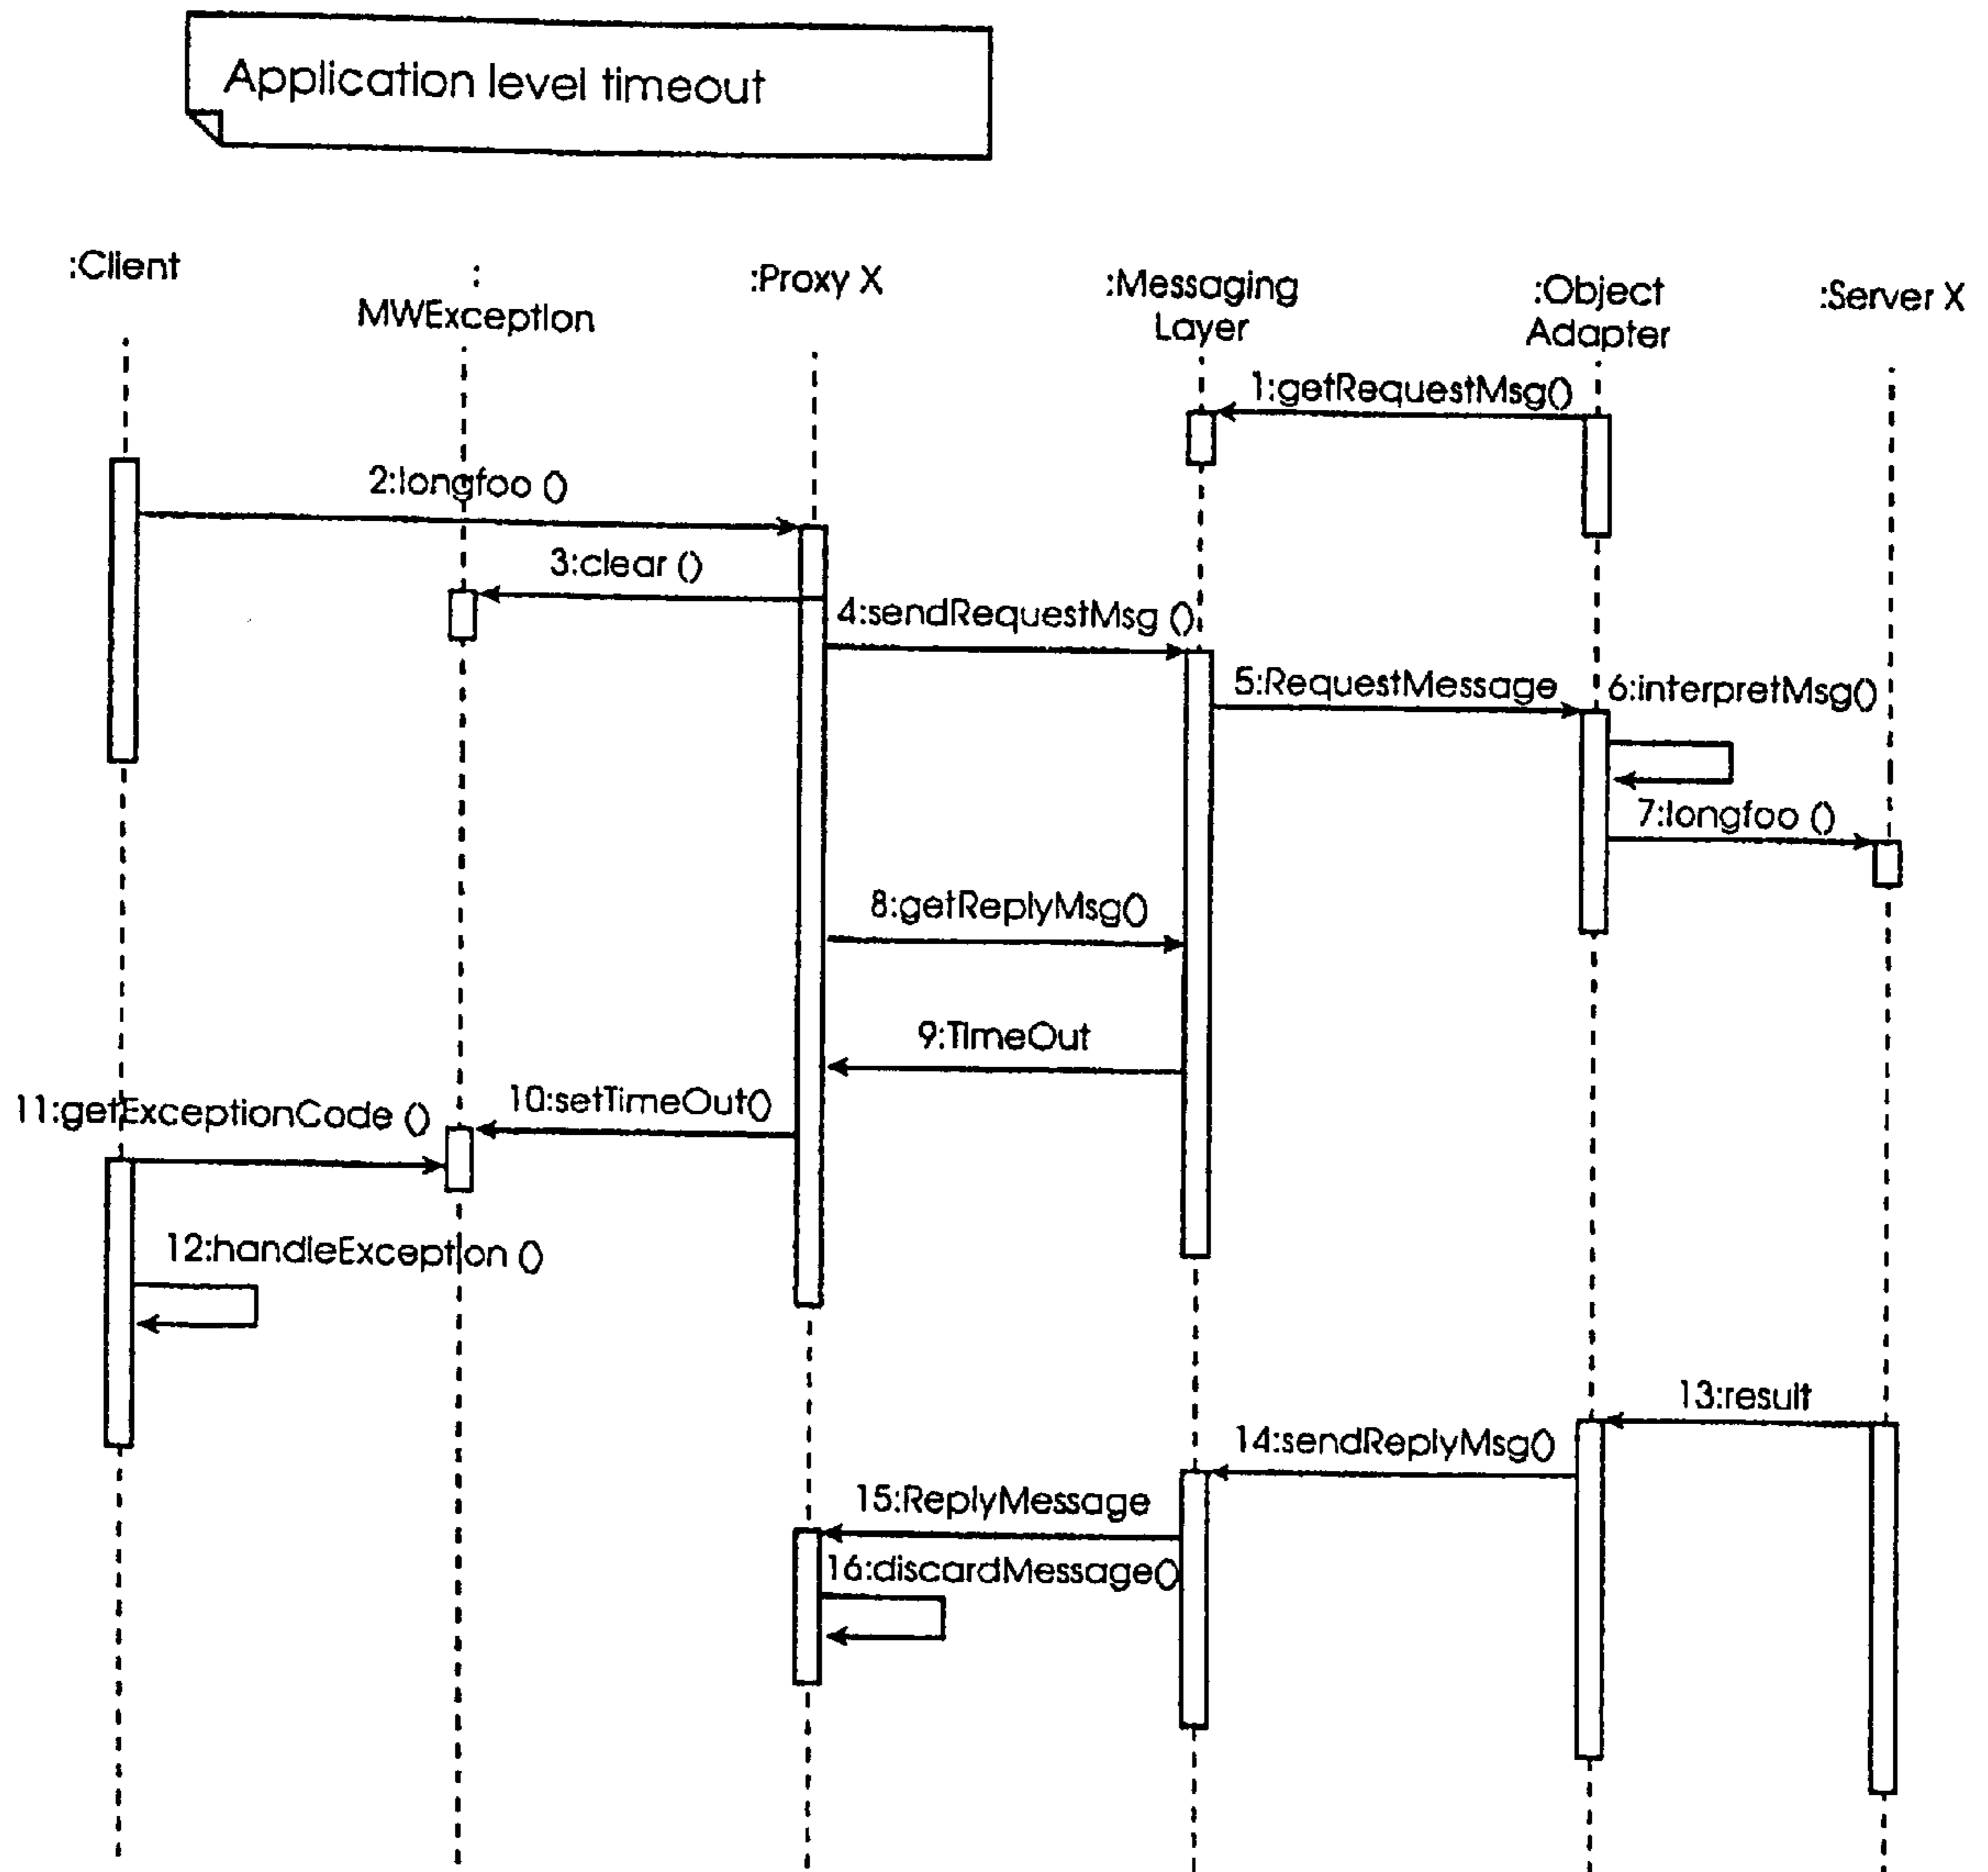 Application level timeout
:Client
:
MWException
:Proxy X
:Messaging
Layer
:Object
Adapter
:Server X
1:getRequestMsg()
2:longfoo ()
3:clear ()
4:sendRequestMsg ()
5:RequestMessage
6:interpretMsg()
7:longfoo ()
8:getReplyMsg()
9:TimeOut
10:setTimeOut()
11:getExceptionCode ()
12:handleException ()
13:result
14:sendReplyMsg()
15:ReplyMessage
16:discardMessage()